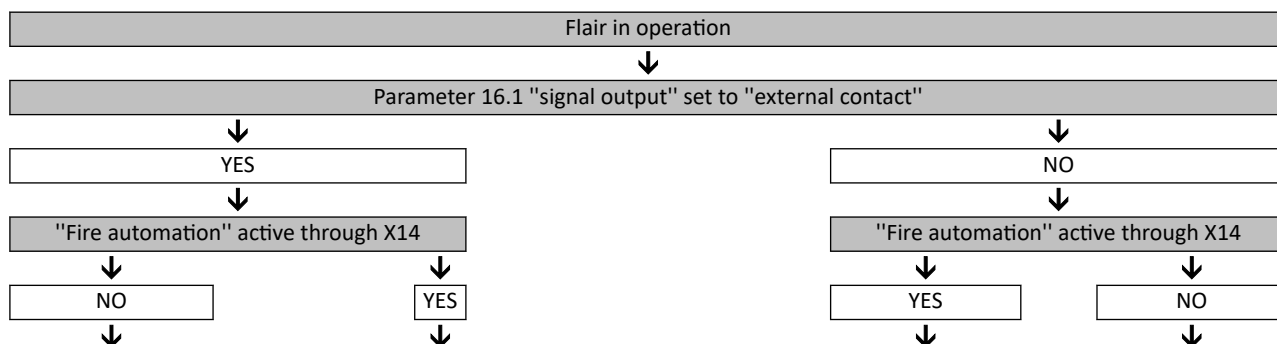 Flair in operation
Parameter 16.1 "signal output" set to "external contact"
YES
NO
"Fire automation" active through X14
"Fire automation" active through X14
NO
YES
YES
NO